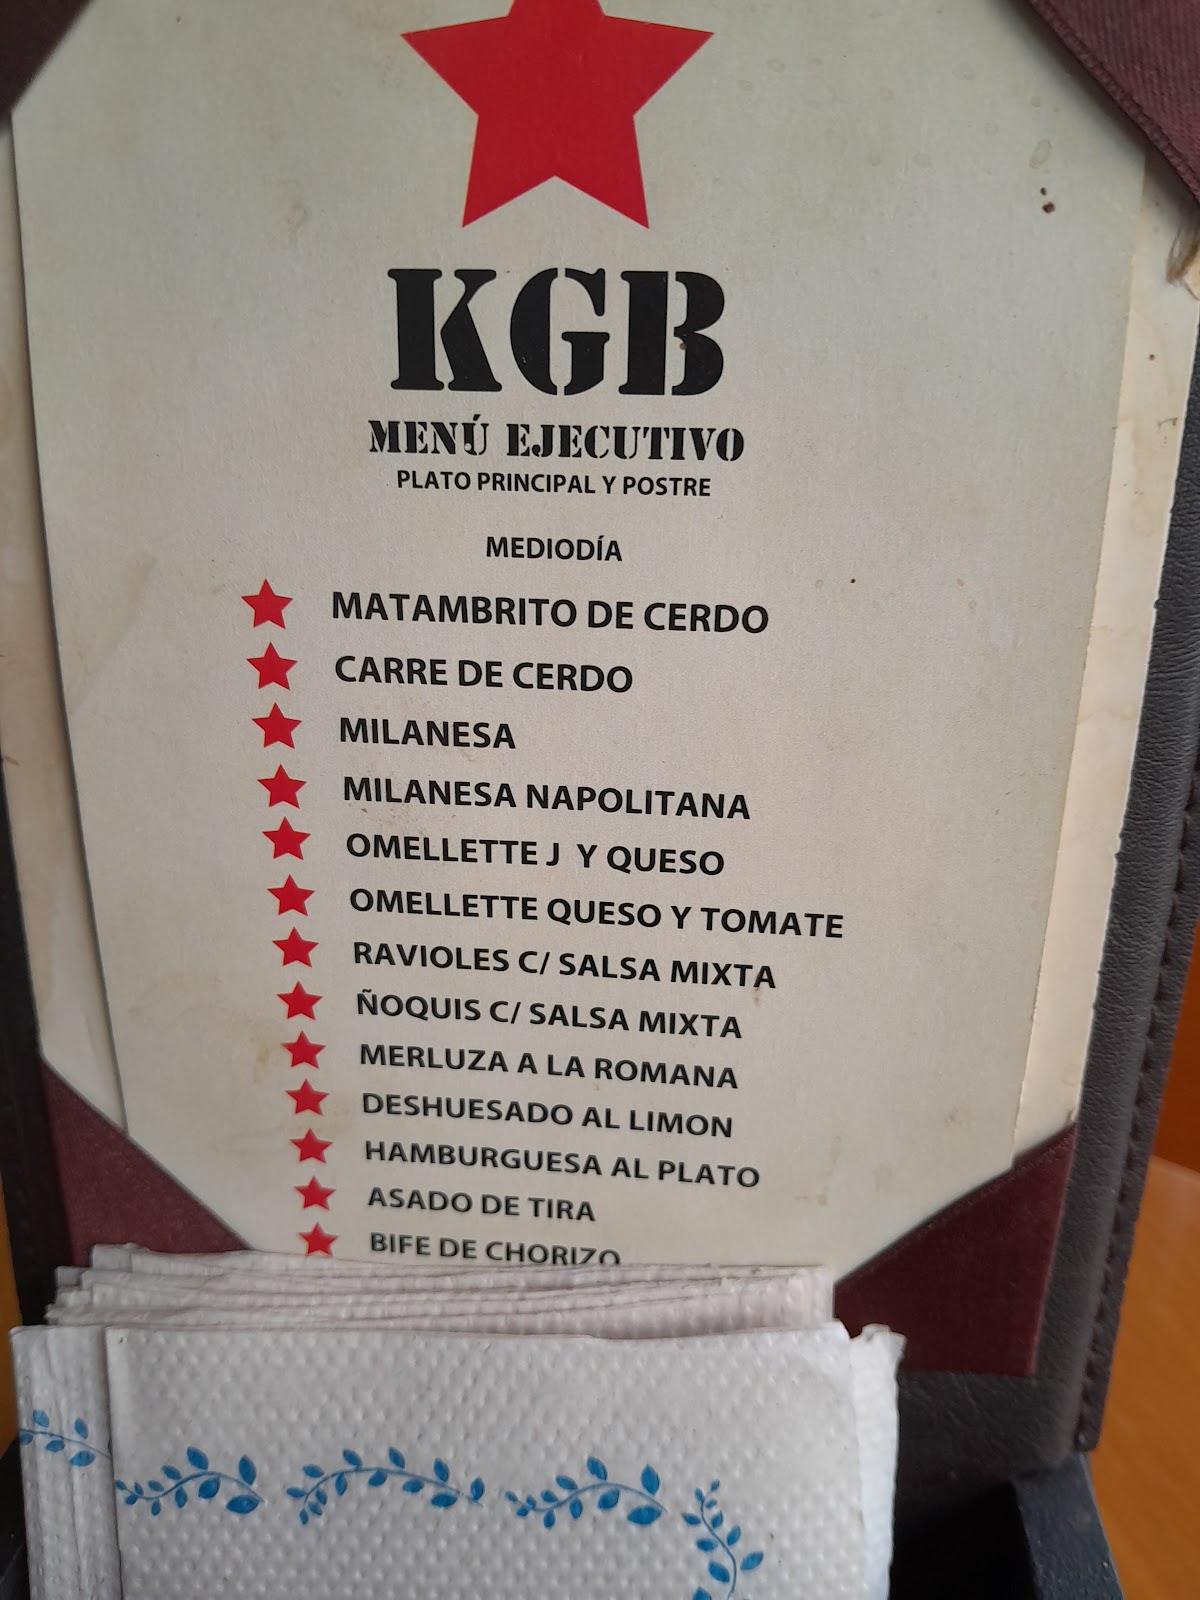 KGB
MENÚ EJECUTIVO
PLATO PRINCIPAL Y POSTRE
MEDIODÍA
MATAMBRITO DE CERDO
CARRE DE CERDO
MILANESA
MILANESA NAPOLITANA
OMELLETTE J Y QUESO
OMELLETTE QUESO Y TOMATE
RAVIOLES C/ SALSA MIXTA
ÑOQUIS C/ SALSA MIXTA
MERLUZA A LA ROMANA
DESHUESADO AL LIMON
HAMBURGUESA AL PLATO
ASADO DE TIRA
BIFE DE CHORIZO